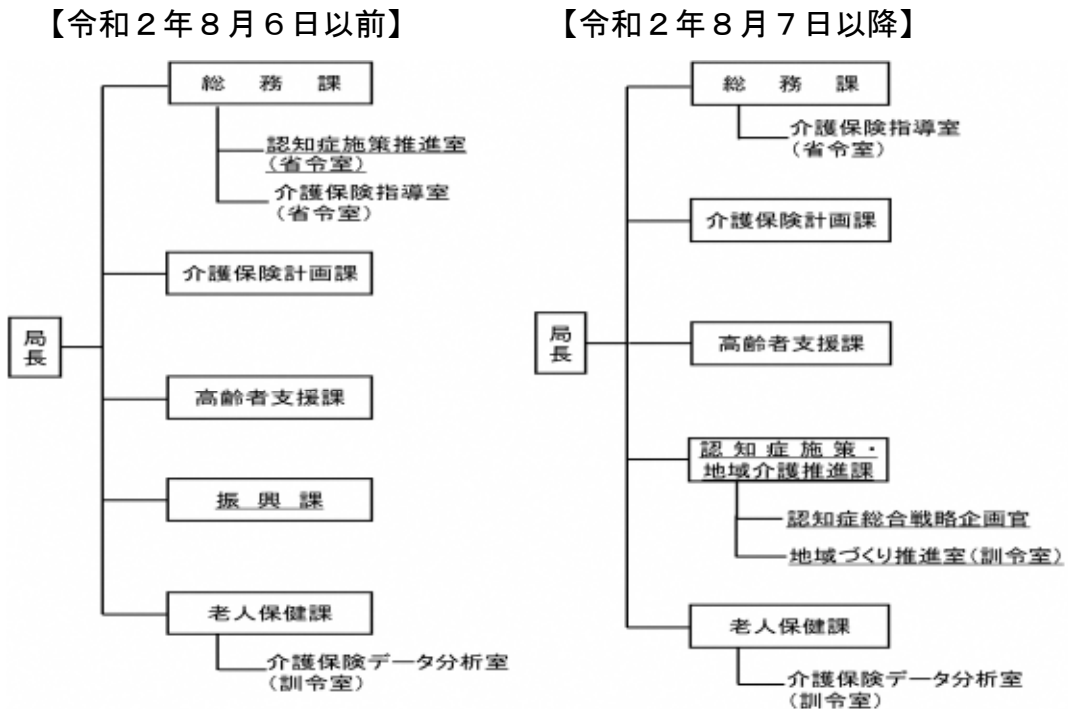 【令和２年８月６日以前】
総務課
認知症施策推進室
(省令室)
介護保険指導室
(省令室)
介護保険計画課
局長
高齢者支援課
振興課
老人保健課
介護保険データ分析室
(訓令室)
【令和２年８月７日以降】
総務課
介護保険指導室
(省令室)
介護保険計画課
局長
高齢者支援課
認知症施策・
地域介護推進課
認知症総合戦略企画官
地域づくり推進室(訓令室)
老人保健課
介護保険データ分析室
(訓令室)